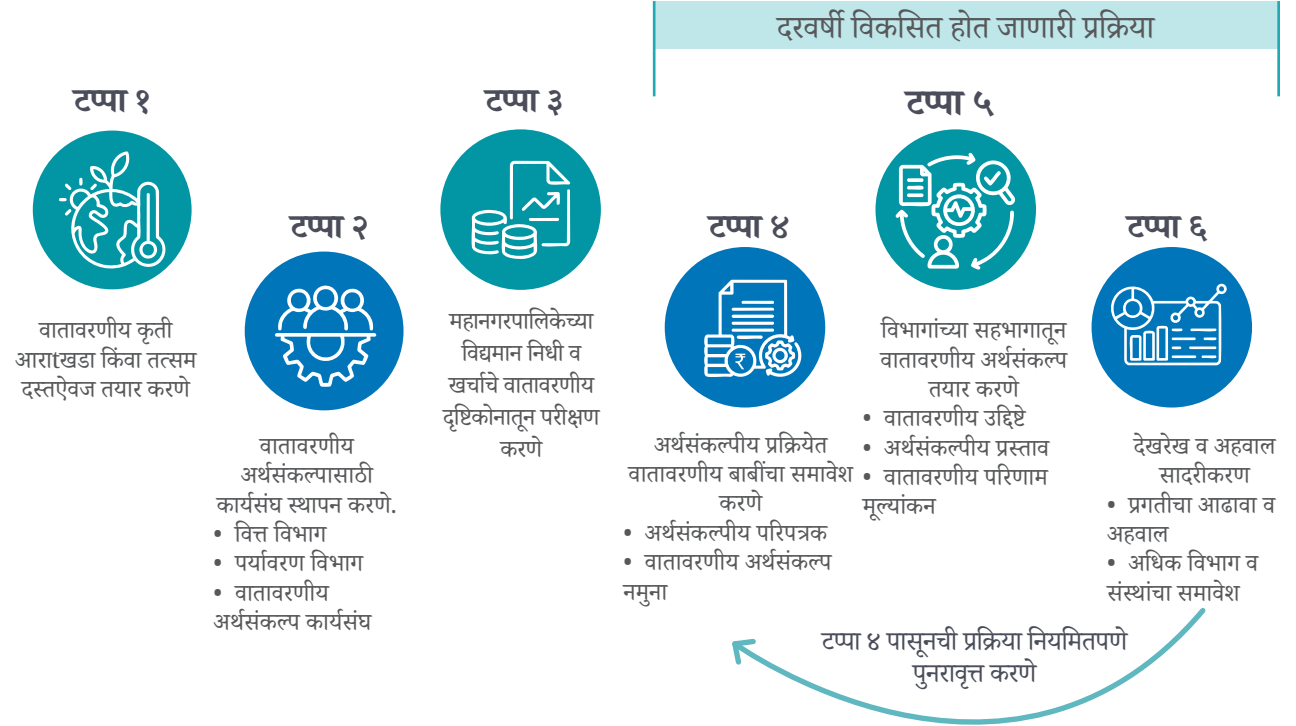 दरवर्षी विकसित होत जाणारी प्रक्रिया
टप्पा १
वातावरणीय कृती
आराtखडा किंवा तत्सम
दस्तऐवज तयार करणे
टप्पा २
वातावरणीय
अर्थसंकल्पासाठी
कार्यसंघ स्थापन करणे.
• वित्त विभाग
• पर्यावरण विभाग
• वातावरणीय
अर्थसंकल्प कार्यसंघ
टप्पा ३
महानगरपालिकेच्या
विद्यमान निधी व
खर्चाचे वातावरणीय
दृष्टिकोनातून परीक्षण
करणे
टप्पा ४
₹
अर्थसंकल्पीय प्रक्रियेत
वातावरणीय बाबींचा समावेश
करणे
• अर्थसंकल्पीय परिपत्रक
• वातावरणीय अर्थसंकल्प
नमुना
टप्पा ५
विभागांच्या सहभागातून
वातावरणीय अर्थसंकल्प
तयार करणे
• वातावरणीय उद्दिष्टे
• अर्थसंकल्पीय प्रस्ताव
• वातावरणीय परिणाम
मूल्यांकन
टप्पा ६
देखरेख व अहवाल
सादरीकरण
• प्रगतीचा आढावा व
अहवाल
• अधिक विभाग व
संस्थांचा समावेश
टप्पा ४ पासूनची प्रक्रिया नियमितपणे
पुनरावृत्त करणे